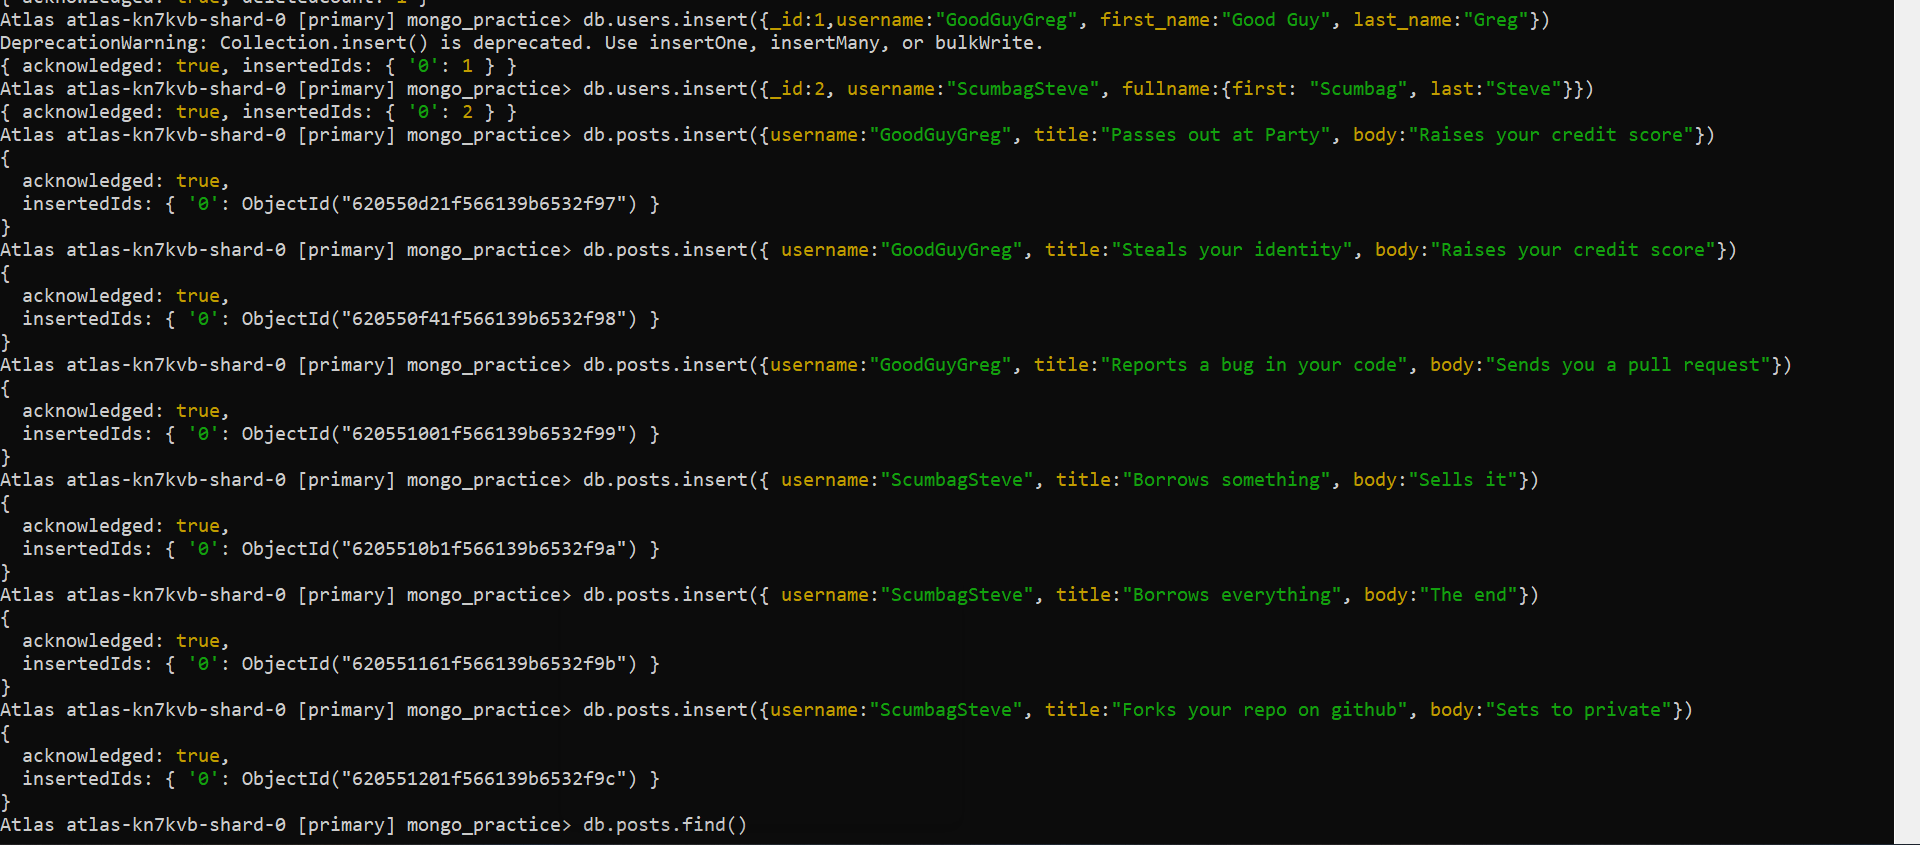 { acknowledged: true, deletedCount: 1 }
Atlas atlas-kn7kvb-shard-0 [primary] mongo_practice> db.users.insert({_id:1,username:"GoodGuyGreg", first_name:"Good Guy", last_name:"Greg"})
DeprecationWarning: Collection.insert() is deprecated. Use insertOne, insertMany, or bulkWrite.
{ acknowledged: true, insertedIds: { '0': 1 } }
Atlas atlas-kn7kvb-shard-0 [primary] mongo_practice> db.users.insert({_id:2, username:"ScumbagSteve", fullname:{first: "Scumbag", last:"Steve"}})
{ acknowledged: true, insertedIds: { '0': 2 } }
Atlas atlas-kn7kvb-shard-0 [primary] mongo_practice> db.posts.insert({username:"GoodGuyGreg", title:"Passes out at Party", body:"Raises your credit score"})
{
  acknowledged: true,
  insertedIds: { '0': ObjectId("620550d21f566139b6532f97") }
}
Atlas atlas-kn7kvb-shard-0 [primary] mongo_practice> db.posts.insert({ username:"GoodGuyGreg", title:"Steals your identity", body:"Raises your credit score"})
{
  acknowledged: true,
  insertedIds: { '0': ObjectId("620550f41f566139b6532f98") }
}
Atlas atlas-kn7kvb-shard-0 [primary] mongo_practice> db.posts.insert({username:"GoodGuyGreg", title:"Reports a bug in your code", body:"Sends you a pull request"})
{
  acknowledged: true,
  insertedIds: { '0': ObjectId("620551001f566139b6532f99") }
}
Atlas atlas-kn7kvb-shard-0 [primary] mongo_practice> db.posts.insert({ username:"ScumbagSteve", title:"Borrows something", body:"Sells it"})
{
  acknowledged: true,
  insertedIds: { '0': ObjectId("6205510b1f566139b6532f9a") }
}
Atlas atlas-kn7kvb-shard-0 [primary] mongo_practice> db.posts.insert({ username:"ScumbagSteve", title:"Borrows everything", body:"The end"})
{
  acknowledged: true,
  insertedIds: { '0': ObjectId("620551161f566139b6532f9b") }
}
Atlas atlas-kn7kvb-shard-0 [primary] mongo_practice> db.posts.insert({username:"ScumbagSteve", title:"Forks your repo on github", body:"Sets to private"})
{
  acknowledged: true,
  insertedIds: { '0': ObjectId("620551201f566139b6532f9c") }
}
Atlas atlas-kn7kvb-shard-0 [primary] mongo_practice> db.posts.find()